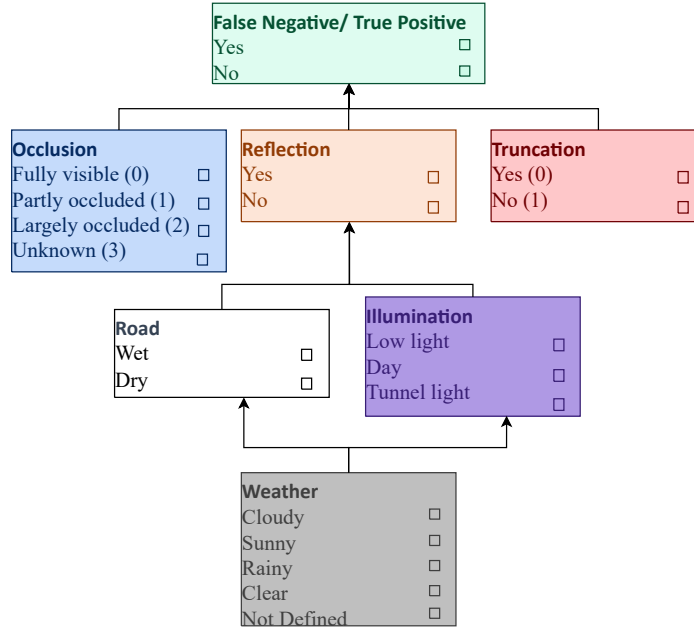 False Negative/ True Positive
Yes
No
Occlusion
Fully visible (0)
Partly occluded (1)
Largely occluded (2)
Unknown (3)
Reflection
Yes
No
Truncation
Yes (0)
No (1)
Road
Wet
Dry
Illumination
Low light
Day
Tunnel light
Weather
Cloudy
Sunny
Rainy
Clear
Not Defined